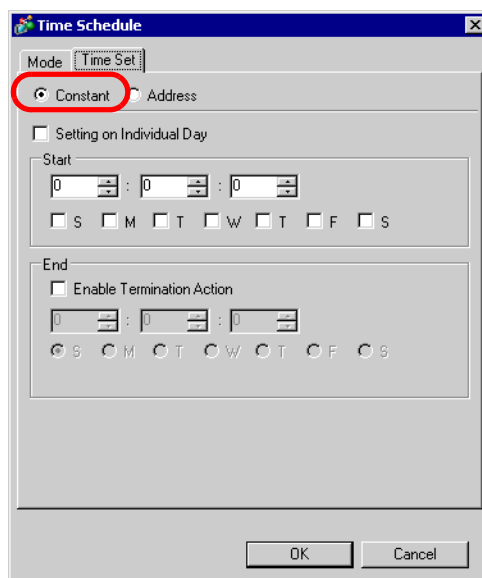 Time Schedule
Mode Time Set
Constant Address
Setting on Individual Day
Start
0 : 0 : 0
S M T W T F S
End
Enable Termination Action
0 : 0 : 0
S M T W T F S
OK Cancel